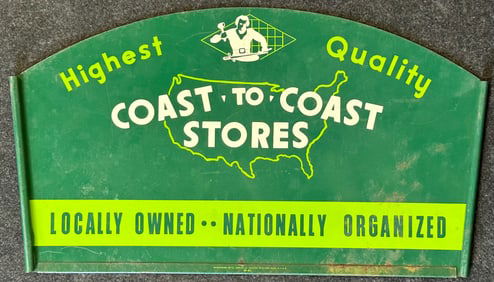 Highest Quality
COAST TO COAST
STORES
LOCALLY OWNED •• NATIONALLY ORGANIZED